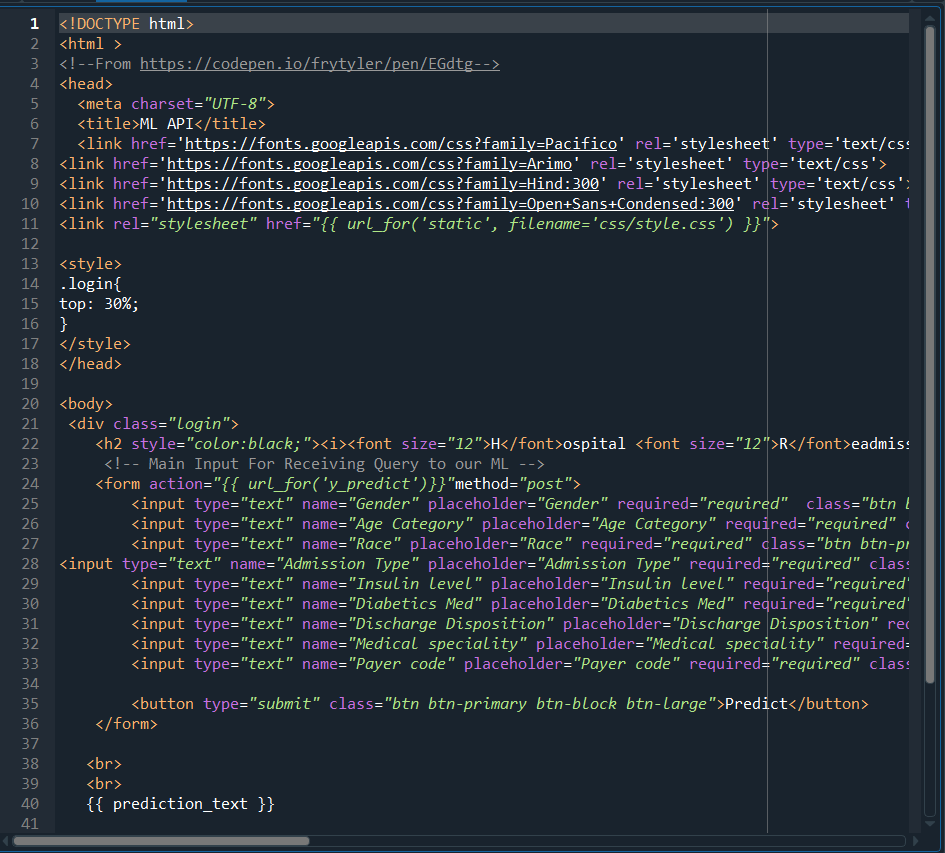 1 <!DOCTYPE html>
2 <html >
3 <!--From https://codepen.io/frytyler/pen/EGdtg-->
4 <head>
5 <meta charset="UTF-8">
6 <title>ML API</title>
7 <link href='https://fonts.googleapis.com/css?family=Pacifico' rel='stylesheet' type='text/css
8 <link href='https://fonts.googleapis.com/css?family=Arimo' rel='stylesheet' type='text/css'>
9 <link href='https://fonts.googleapis.com/css?family=Hind:300' rel='stylesheet' type='text/css'>
10 <link href='https://fonts.googleapis.com/css?family=Open+Sans+Condensed:300' rel='stylesheet' t
11 <link rel="stylesheet" href="{{ url_for('static', filename='css/style.css') }}">
12
13 <style>
14 .login{
15 top: 30%;
16 }
17 </style>
18 </head>
19
20 <body>
21 <div class="login">
22 <h2 style="color:black;"><i><font size="12">H</font>ospital <font size="12">R</font>eadmiss
23 <!-- Main Input For Receiving Query to our ML -->
24 <form action="{{ url_for('y_predict')}}"method="post">
25 <input type="text" name="Gender" placeholder="Gender" required="required" class="btn b
26 <input type="text" name="Age Category" placeholder="Age Category" required="required" c
27 <input type="text" name="Race" placeholder="Race" required="required" class="btn btn-pr
28 <input type="text" name="Admission Type" placeholder="Admission Type" required="required" class
29 <input type="text" name="Insulin level" placeholder="Insulin level" required="required"
30 <input type="text" name="Diabetics Med" placeholder="Diabetics Med" required="required"
31 <input type="text" name="Discharge Disposition" placeholder="Discharge Disposition" req
32 <input type="text" name="Medical speciality" placeholder="Medical speciality" required=
33 <input type="text" name="Payer code" placeholder="Payer code" required="required" class
34
35 <button type="submit" class="btn btn-primary btn-block btn-large">Predict</button>
36 </form>
37
38 <br>
39 <br>
40 {{ prediction_text }}
41